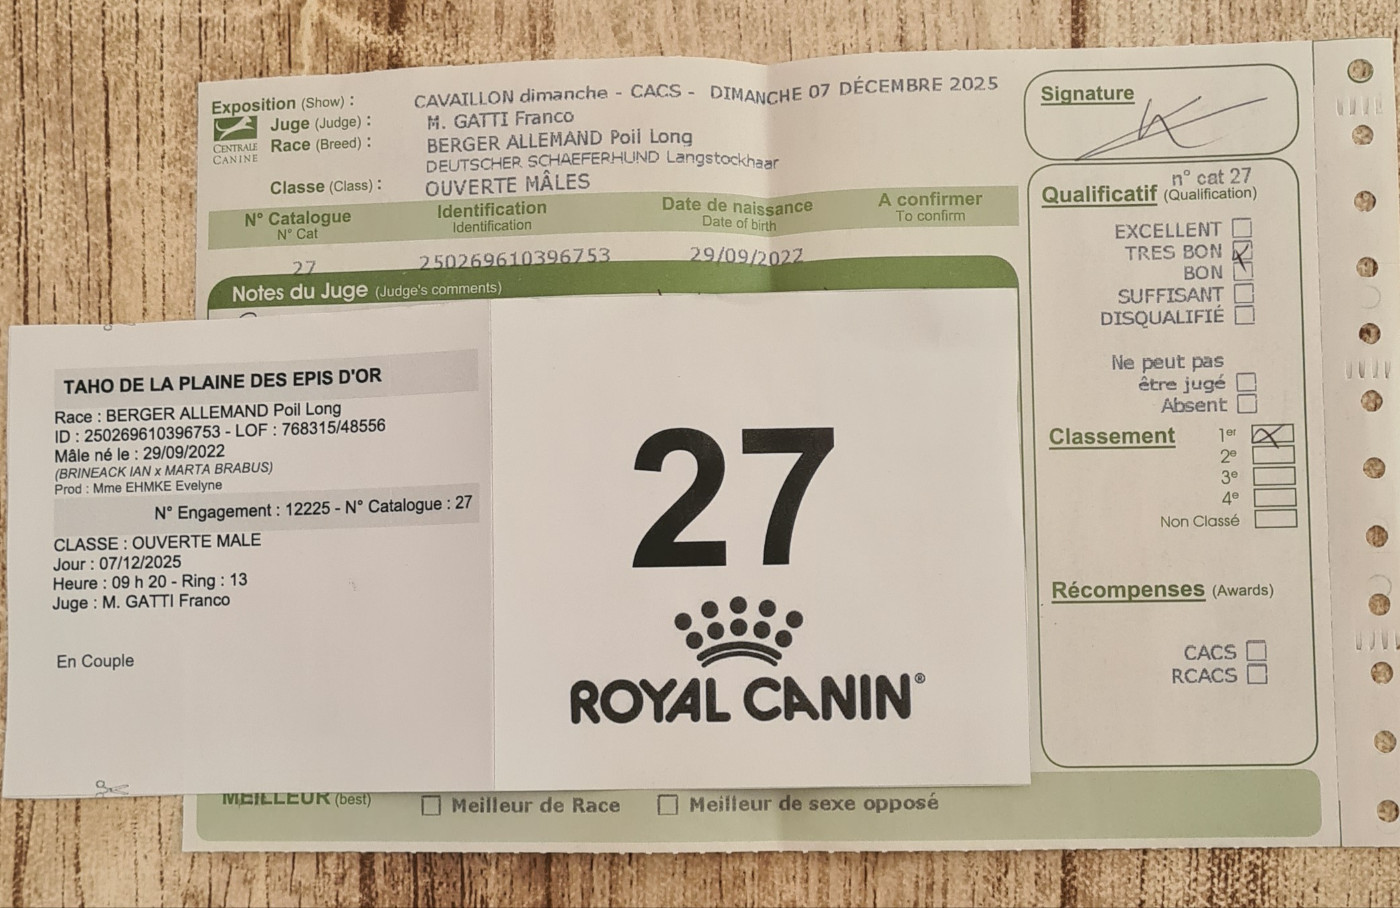 Exposition (Show) : CAVAILLON dimanche - CACS - DIMANCHE 07 DÉCEMBRE 2025
CENTRALE
CANINE
Juge (Judge) : M. GATTI Franco
Race (Breed) : BERGER ALLEMAND Poil Long
DEUTSCHER SCHAEFERHUND Langstockhaar
Classe (Class) : OUVERTE MÂLES
N° Catalogue Identification Date de naissance A confirmer
N° Cat Identification Date of birth To confirm
27 250269610396753 29/09/2022
Notes du Juge (Judge's comments)
TAHO DE LA PLAINE DES EPIS D'OR
Race : BERGER ALLEMAND Poil Long
ID : 250269610396753 - LOF : 768315/48556
Mâle né le : 29/09/2022
(BRINEACK IAN x MARTA BRABUS)
Prod : Mme EHMKE Evelyne
N° Engagement : 12225 - N° Catalogue : 27
CLASSE : OUVERTE MALE
Jour : 07/12/2025
Heure : 09 h 20 - Ring : 13
Juge : M. GATTI Franco
En Couple
27
ROYAL CANIN®
Signature
n° cat 27
Qualificatif (Qualification)
EXCELLENT
TRES BON
BON
SUFFISANT
DISQUALIFIÉ
Ne peut pas
être jugé
Absent
Classement 1er
2e
3e
4e
Non Classé
Récompenses (Awards)
CACS
RCACS
MEILLEUR (best) Meilleur de Race Meilleur de sexe opposé